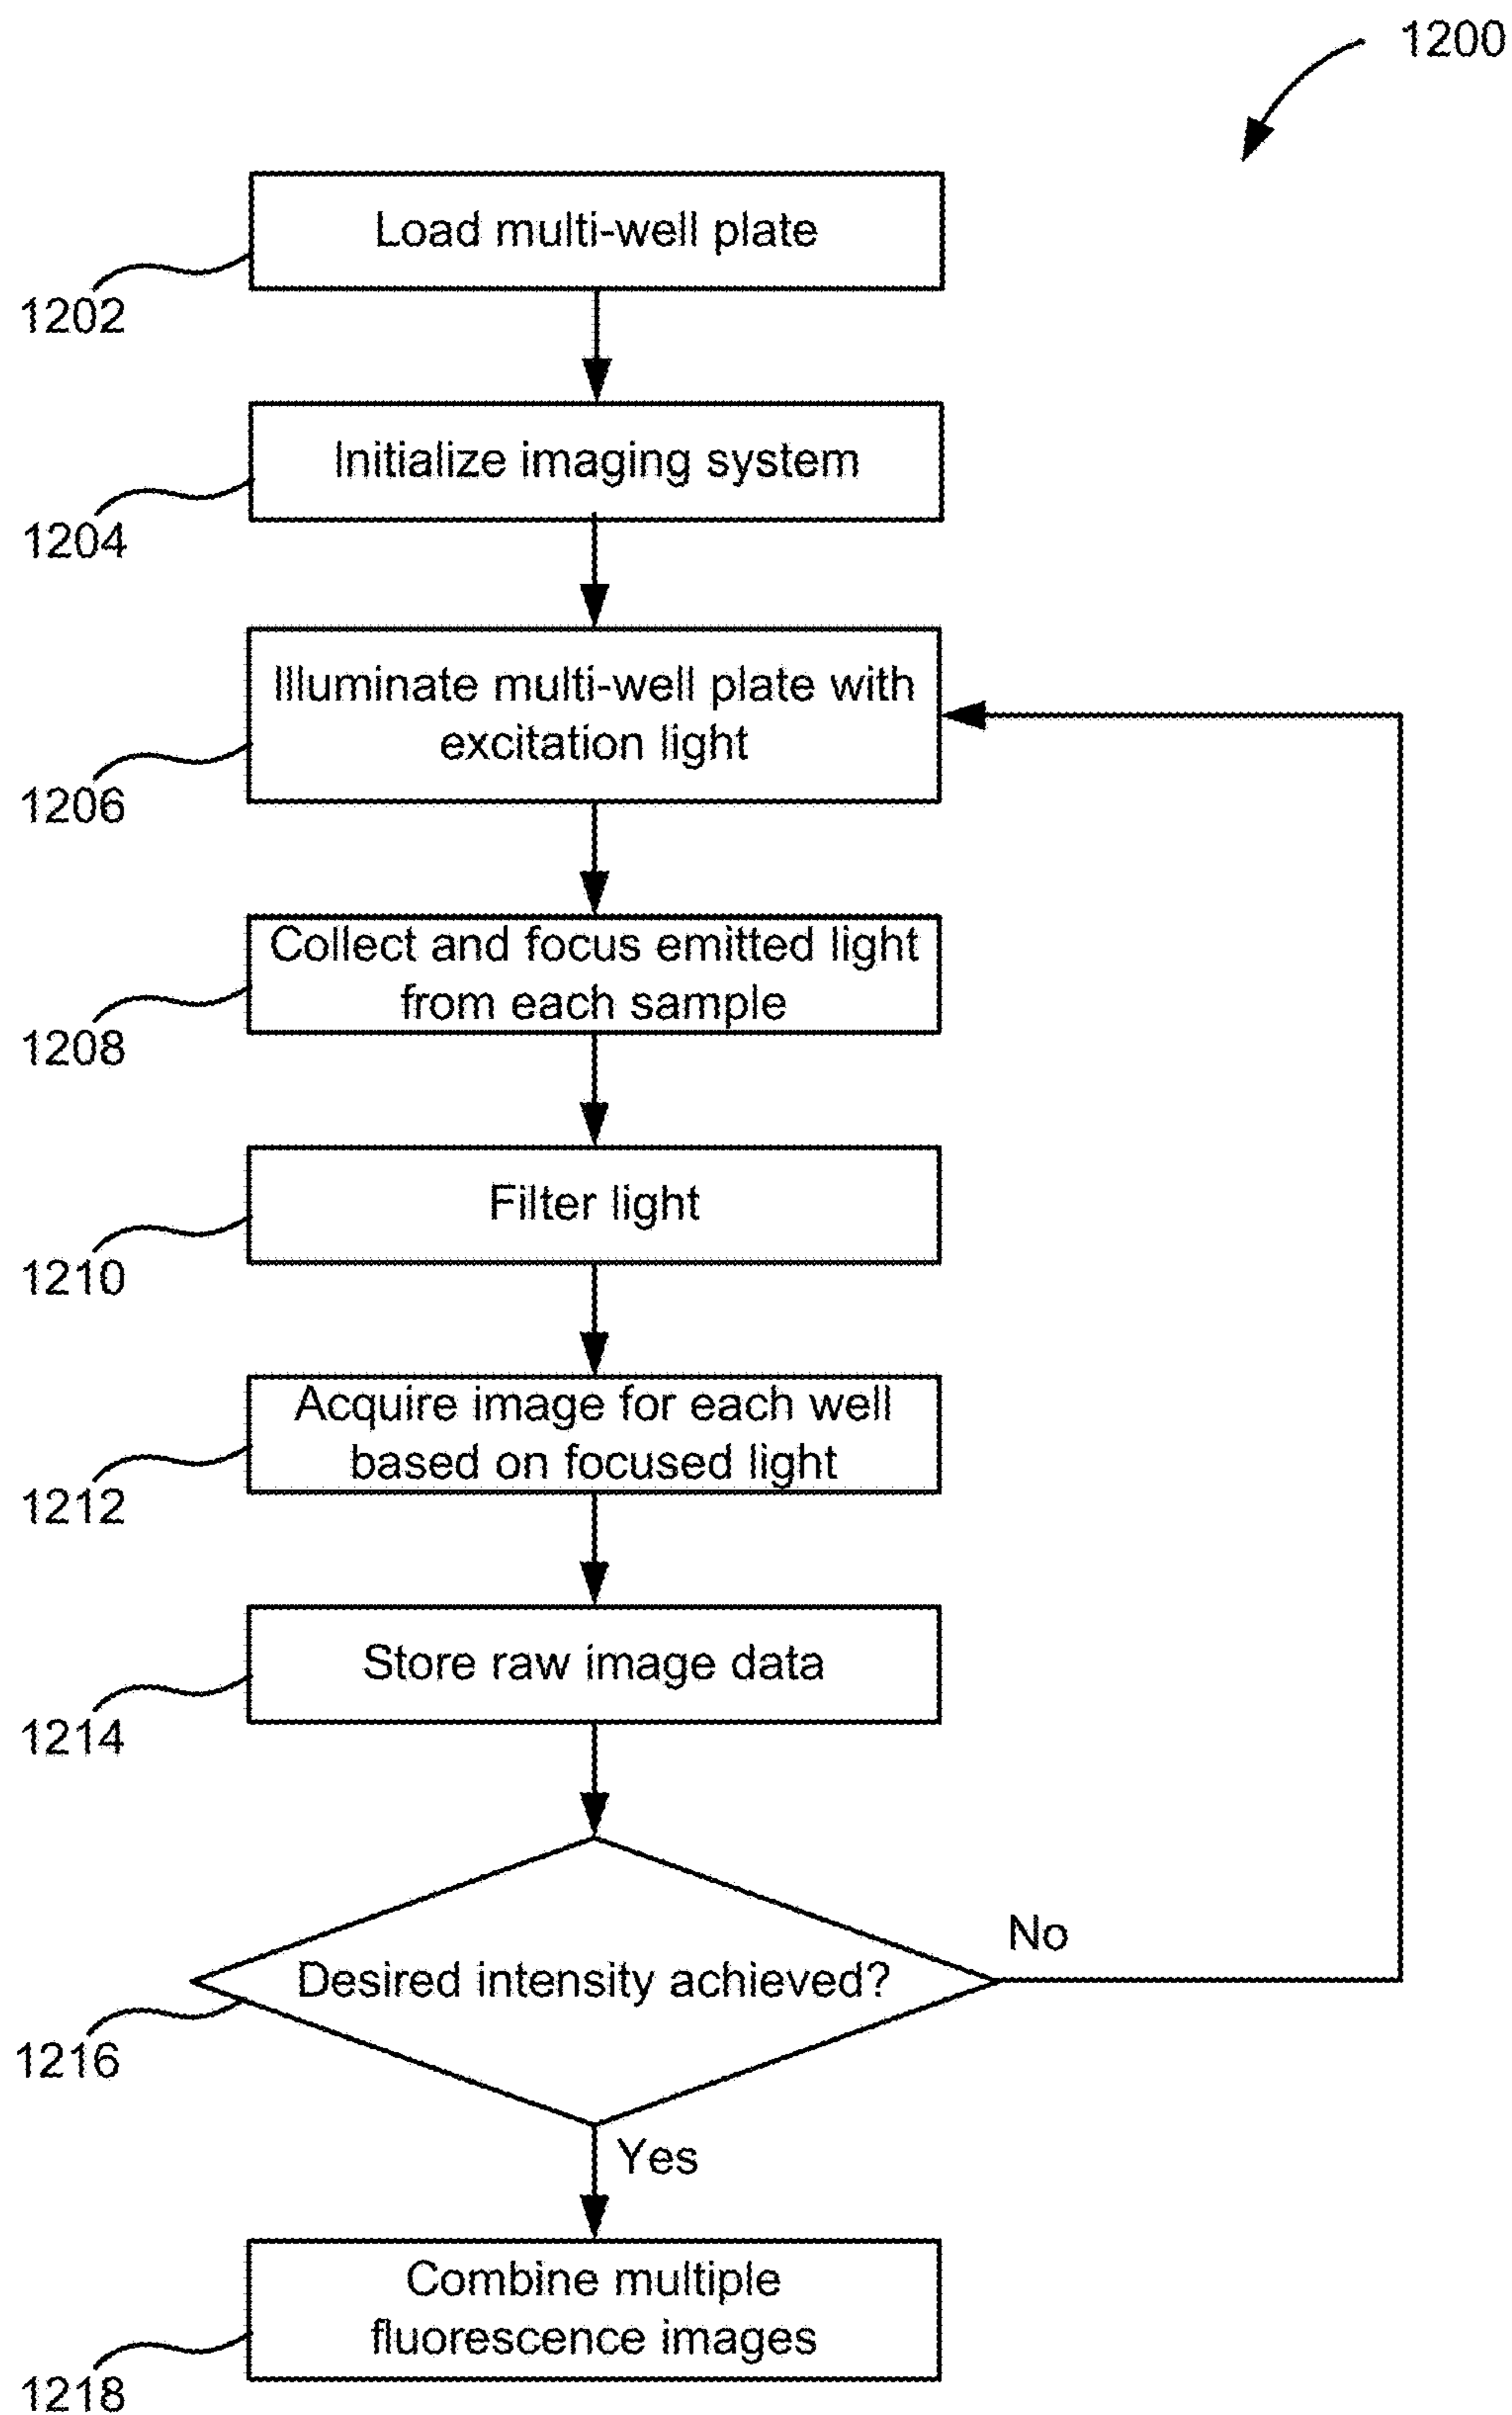 1200
Load multi-well plate
1202
Initialize imaging system
1204
Illuminate multi-well plate with
excitation light
1206
Collect and focus emitted light
from each sample
1208
Filter light
1210
Acquire image for each well
based on focused light
1212
Store raw image data
1214
No
Desired intensity achieved?
1216
Yes
Combine multiple
fluorescence images
1218